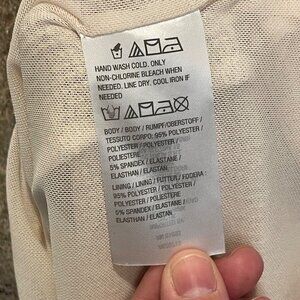 HAND WASH COLD. ONLY
NON-CHLORINE BLEACH WHEN
NEEDED. LINE DRY. COOL IRON IF
NEEDED
BODY / BODY / RUMPF/OBERSTOFF /
TESSUTO CORPO: 95% POLYESTER /
POLYESTER / POLYESTER /
POLIESTERE
5% SPANDEX / ELASTANE /
ELASTHAN / ELASTAN
LINING / LINING / FUTTER / FODERA:
95% POLYESTER / POLYESTER /
POLYESTER / POLIESTERE
5% SPANDEX / ELASTANE /
ELASTHAN / ELASTAN